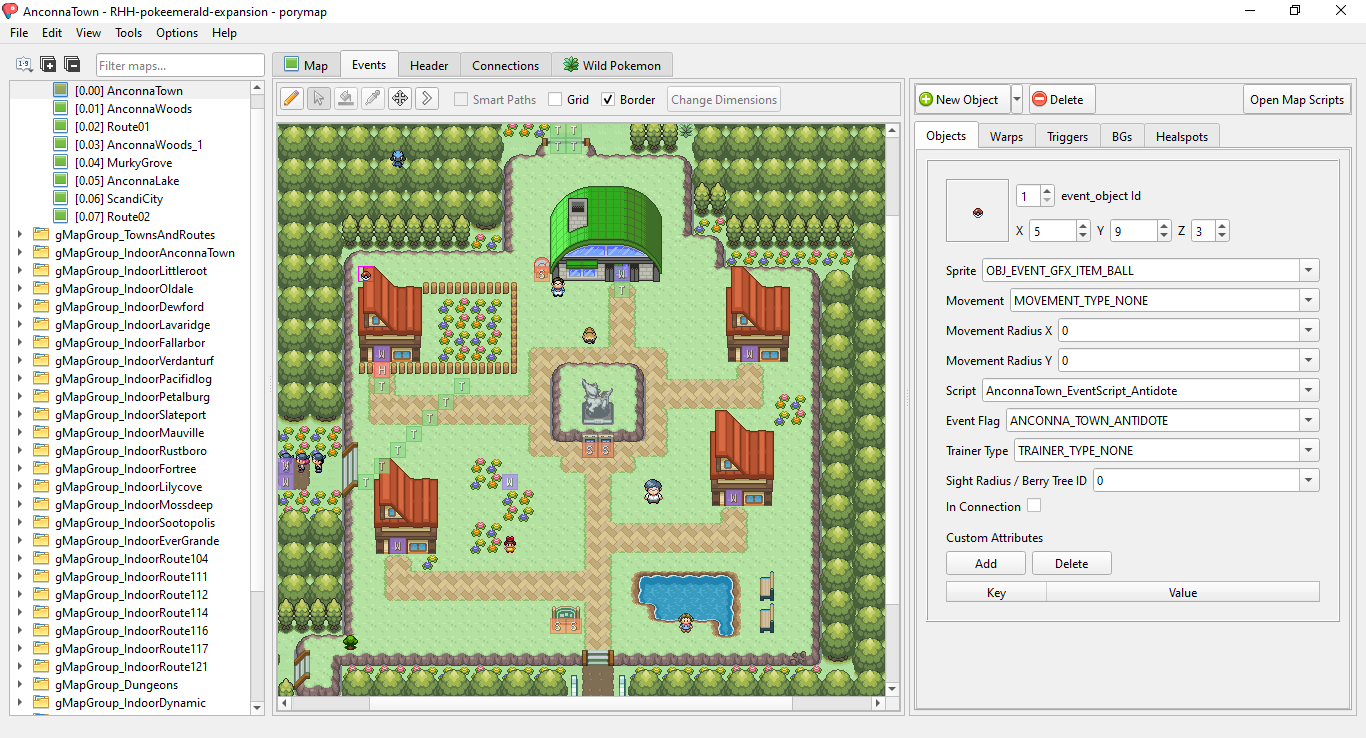 AnconnaTown - RHH-pokeemerald-expansion - porymap
File Edit View Tools Options Help
Filter maps...
[0.00] AnconnaTown
[0.01] AnconnaWoods
[0.02] Route01
[0.03] AnconnaWoods_1
[0.04] MurkyGrove
[0.05] AnconnaLake
[0.06] ScandiCity
[0.07] Route02
gMapGroup_TownsAndRoutes
gMapGroup_IndoorAnconnaTown
gMapGroup_IndoorLittleroot
gMapGroup_IndoorOldale
gMapGroup_IndoorDewford
gMapGroup_IndoorLavaridge
gMapGroup_IndoorFallarbor
gMapGroup_IndoorVerdanturf
gMapGroup_IndoorPacifidlog
gMapGroup_IndoorPetalburg
gMapGroup_IndoorSlateport
gMapGroup_IndoorMauville
gMapGroup_IndoorRustboro
gMapGroup_IndoorFortree
gMapGroup_IndoorLilycove
gMapGroup_IndoorMossdeep
gMapGroup_IndoorSootopolis
gMapGroup_IndoorEverGrande
gMapGroup_IndoorRoute104
gMapGroup_IndoorRoute111
gMapGroup_IndoorRoute112
gMapGroup_IndoorRoute114
gMapGroup_IndoorRoute116
gMapGroup_IndoorRoute117
gMapGroup_IndoorRoute121
gMapGroup_Dungeons
gMapGroup_IndoorDynamic
Map Events Header Connections Wild Pokemon
Smart Paths Grid Border Change Dimensions
T T
T T
S W
T
W
H
T T
T
T
T
T
T
S S
W W
W W
W
W
S S
New Object Delete Open Map Scripts
Objects Warps Triggers BGs Healspots
1 event_object Id
X 5 Y 9 Z 3
Sprite OBJ_EVENT_GFX_ITEM_BALL
Movement MOVEMENT_TYPE_NONE
Movement Radius X 0
Movement Radius Y 0
Script AnconnaTown_EventScript_Antidote
Event Flag ANCONNA_TOWN_ANTIDOTE
Trainer Type TRAINER_TYPE_NONE
Sight Radius / Berry Tree ID 0
In Connection
Custom Attributes
Add Delete
Key Value